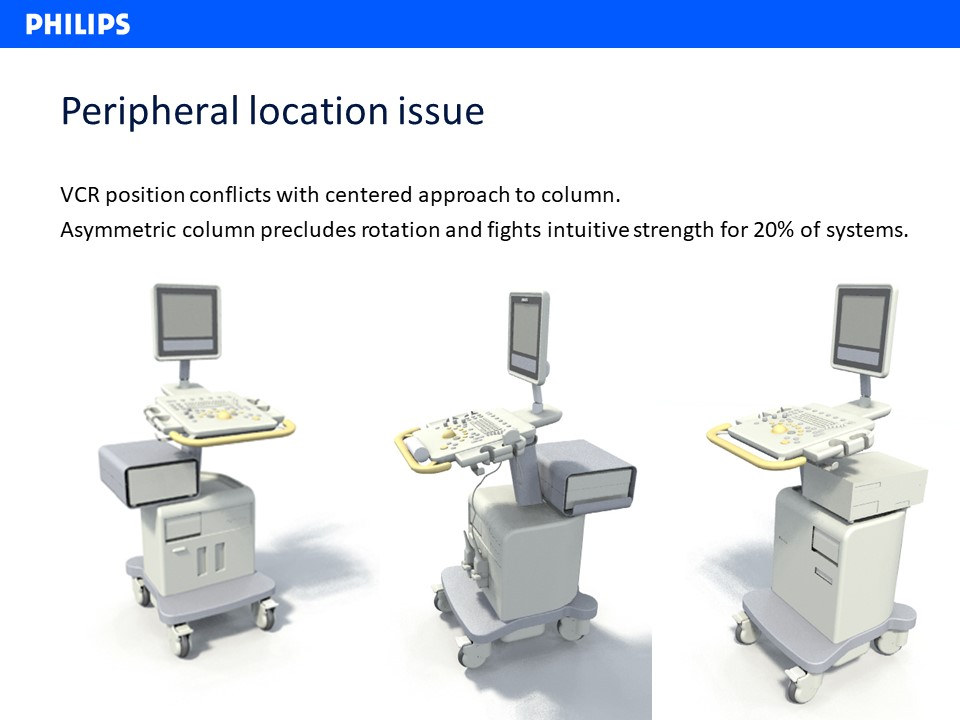 PHILIPS
Peripheral location issue
VCR position conflicts with centered approach to column.
Asymmetric column precludes rotation and fights intuitive strength for 20% of systems.